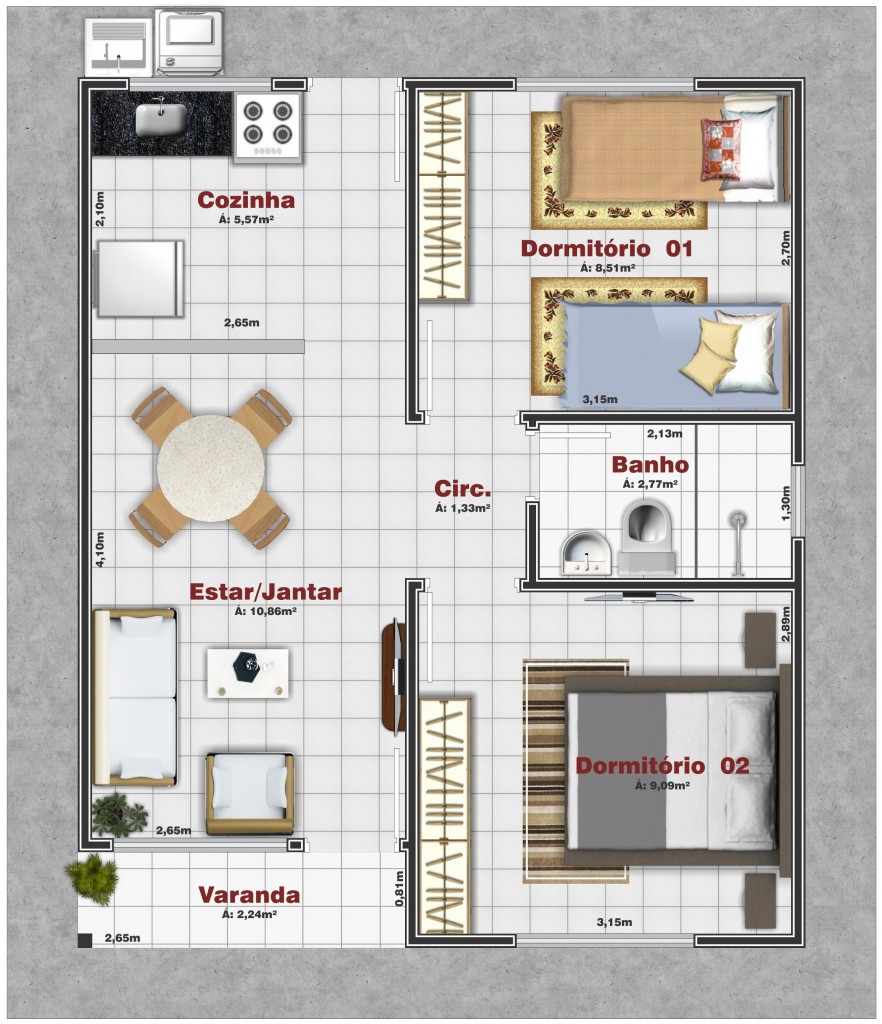 Cozinha
Á: 5,57m²
2,10m
2,65m
Dormitório 01
Á: 8,51m²
2,70m
3,15m
2,13m
Banho
Á: 2,77m²
1,30m
Circ.
Á: 1,33m²
4,10m
Estar/Jantar
Á: 10,86m²
2,89m
Dormitório 02
Á: 9,09m²
2,65m
Varanda
Á: 2,24m²
0,81m
2,65m
3,15m